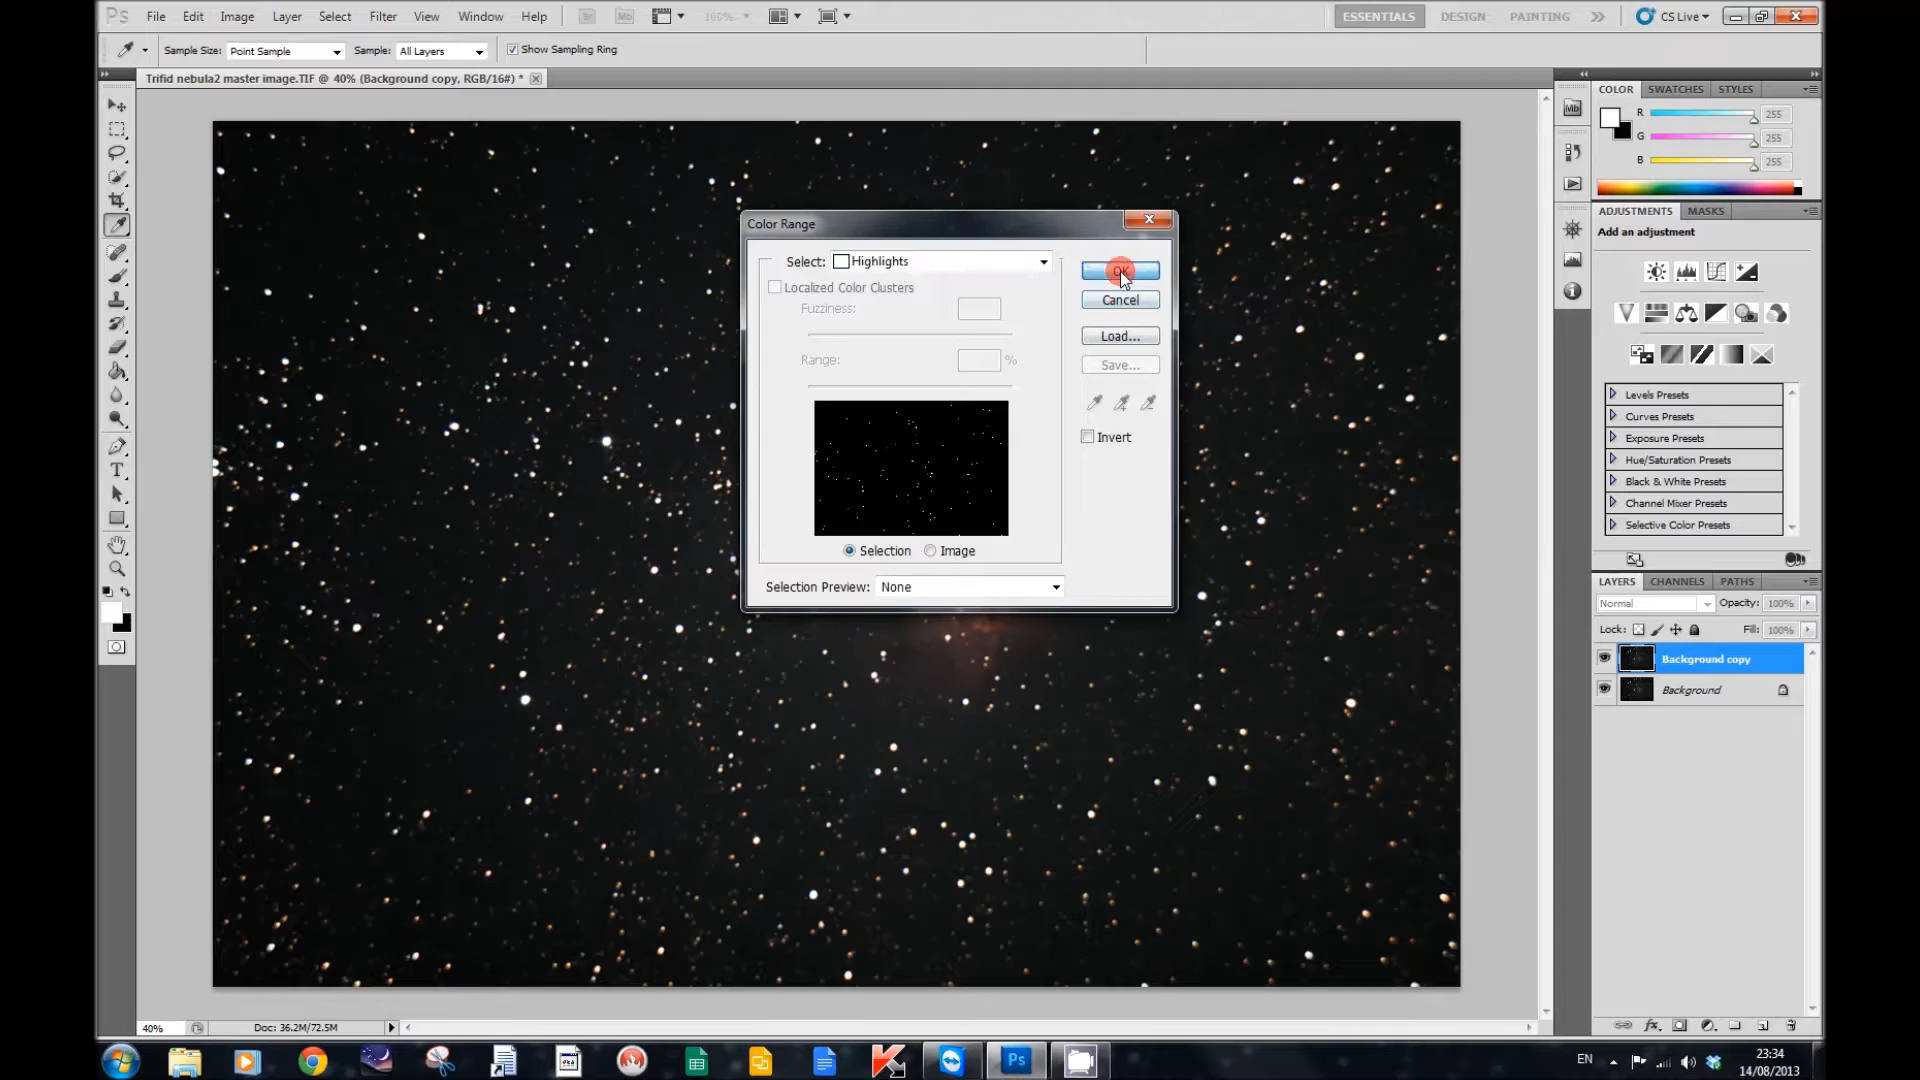 Ps File Edit Image Layer Select Filter View Window Help Br Mb 100% ESSENTIALS DESIGN PAINTING CS Live
Sample Size: Point Sample Sample: All Layers Show Sampling Ring
Trifid nebula2 master image.TIF @ 40% (Background copy, RGB/16#) *
COLOR SWATCHES STYLES
Mb
R 255
G 255
B 255
ADJUSTMENTS MASKS
Add an adjustment
Color Range
Select: Highlights
OK
Localized Color Clusters
Cancel
Fuzziness:
Load...
Range: %
Save...
Invert
Selection Image
Selection Preview: None
Levels Presets
Curves Presets
Exposure Presets
Hue/Saturation Presets
Black & White Presets
Channel Mixer Presets
Selective Color Presets
LAYERS CHANNELS PATHS
Normal Opacity: 100%
Lock: Fill: 100%
Background copy
Background
T
40% Doc: 36.2M/72.5M
Ps
EN
23:34
14/08/2013